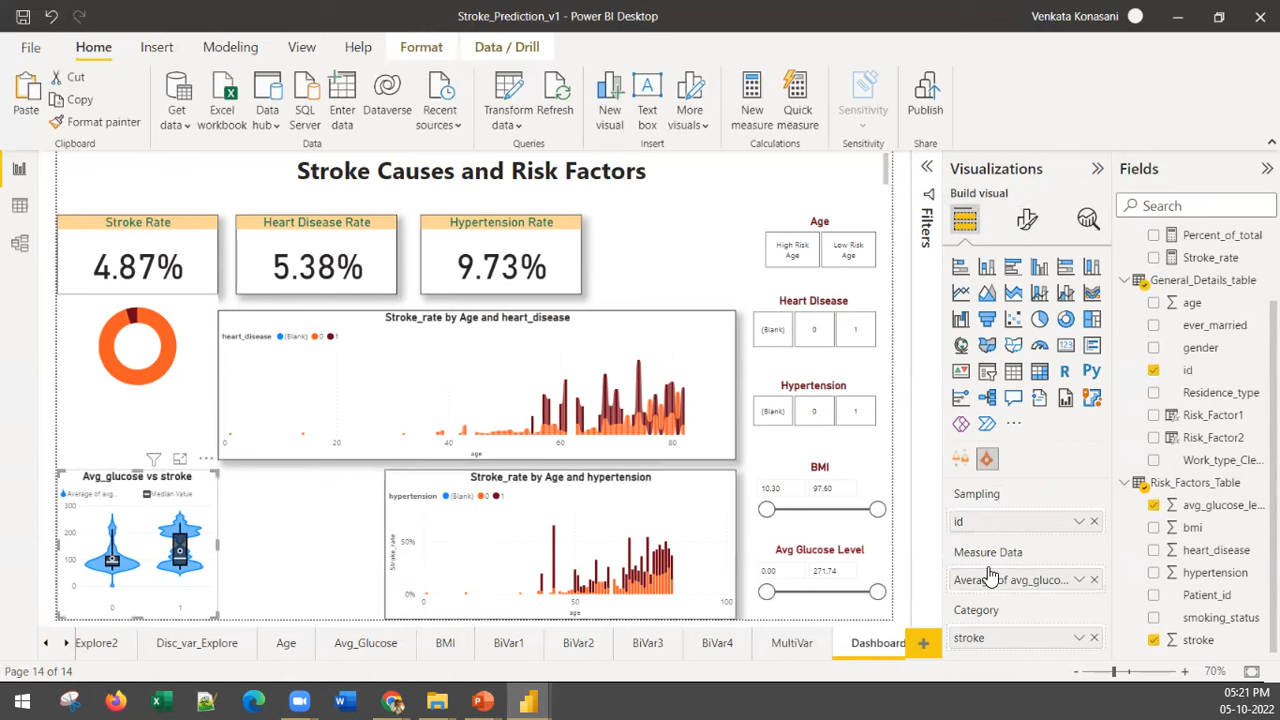 Stroke_Prediction_v1 - Power BI Desktop
Venkata Konasani
File
Home
Insert
Modeling
View
Help
Format
Data / Drill
Paste
Cut
Copy
Format painter
Clipboard
Get data
Excel workbook
Data hub
SQL Server
Enter data
Dataverse
Recent sources
Data
Transform data
Refresh
Queries
New visual
Text box
More visuals
Insert
New measure
Quick measure
Calculations
Sensitivity
Sensitivity
Publish
Share
Stroke Causes and Risk Factors
Stroke Rate
4.87%
Heart Disease Rate
5.38%
Hypertension Rate
9.73%
Age
High Risk Age
Low Risk Age
Heart DIsease
(Blank)
0
1
Hypertension
(Blank)
0
1
BMI
10.30
97.60
Avg Glucose Level
0.00
271.74
Stroke_rate by Age and heart_disease
heart_disease
(Blank)
0
1
0
20
40
60
80
age
Avg_glucose vs stroke
Average of avg...
Median Value
300
200
100
0
0
1
Stroke_rate by Age and hypertension
hypertension
(Blank)
0
1
Stroke_rate
50%
0%
0
50
100
age
Filters
Visualizations
Build visual
R
Py
123
Sampling
id
Measure Data
Average of avg_gluco...
Category
stroke
Fields
Search
Percent_of_total
Stroke_rate
General_Details_table
age
ever_married
gender
id
Residence_type
Risk_Factor1
Risk_Factor2
Work_type_Cle...
Risk_Factors_Table
avg_glucose_le...
bmi
heart_disease
hypertension
Patient_id
smoking_status
stroke
Explore2
Disc_var_Explore
Age
Avg_Glucose
BMI
BiVar1
BiVar2
BiVar3
BiVar4
MultiVar
Dashboard
Page 14 of 14
70%
05:21 PM
05-10-2022